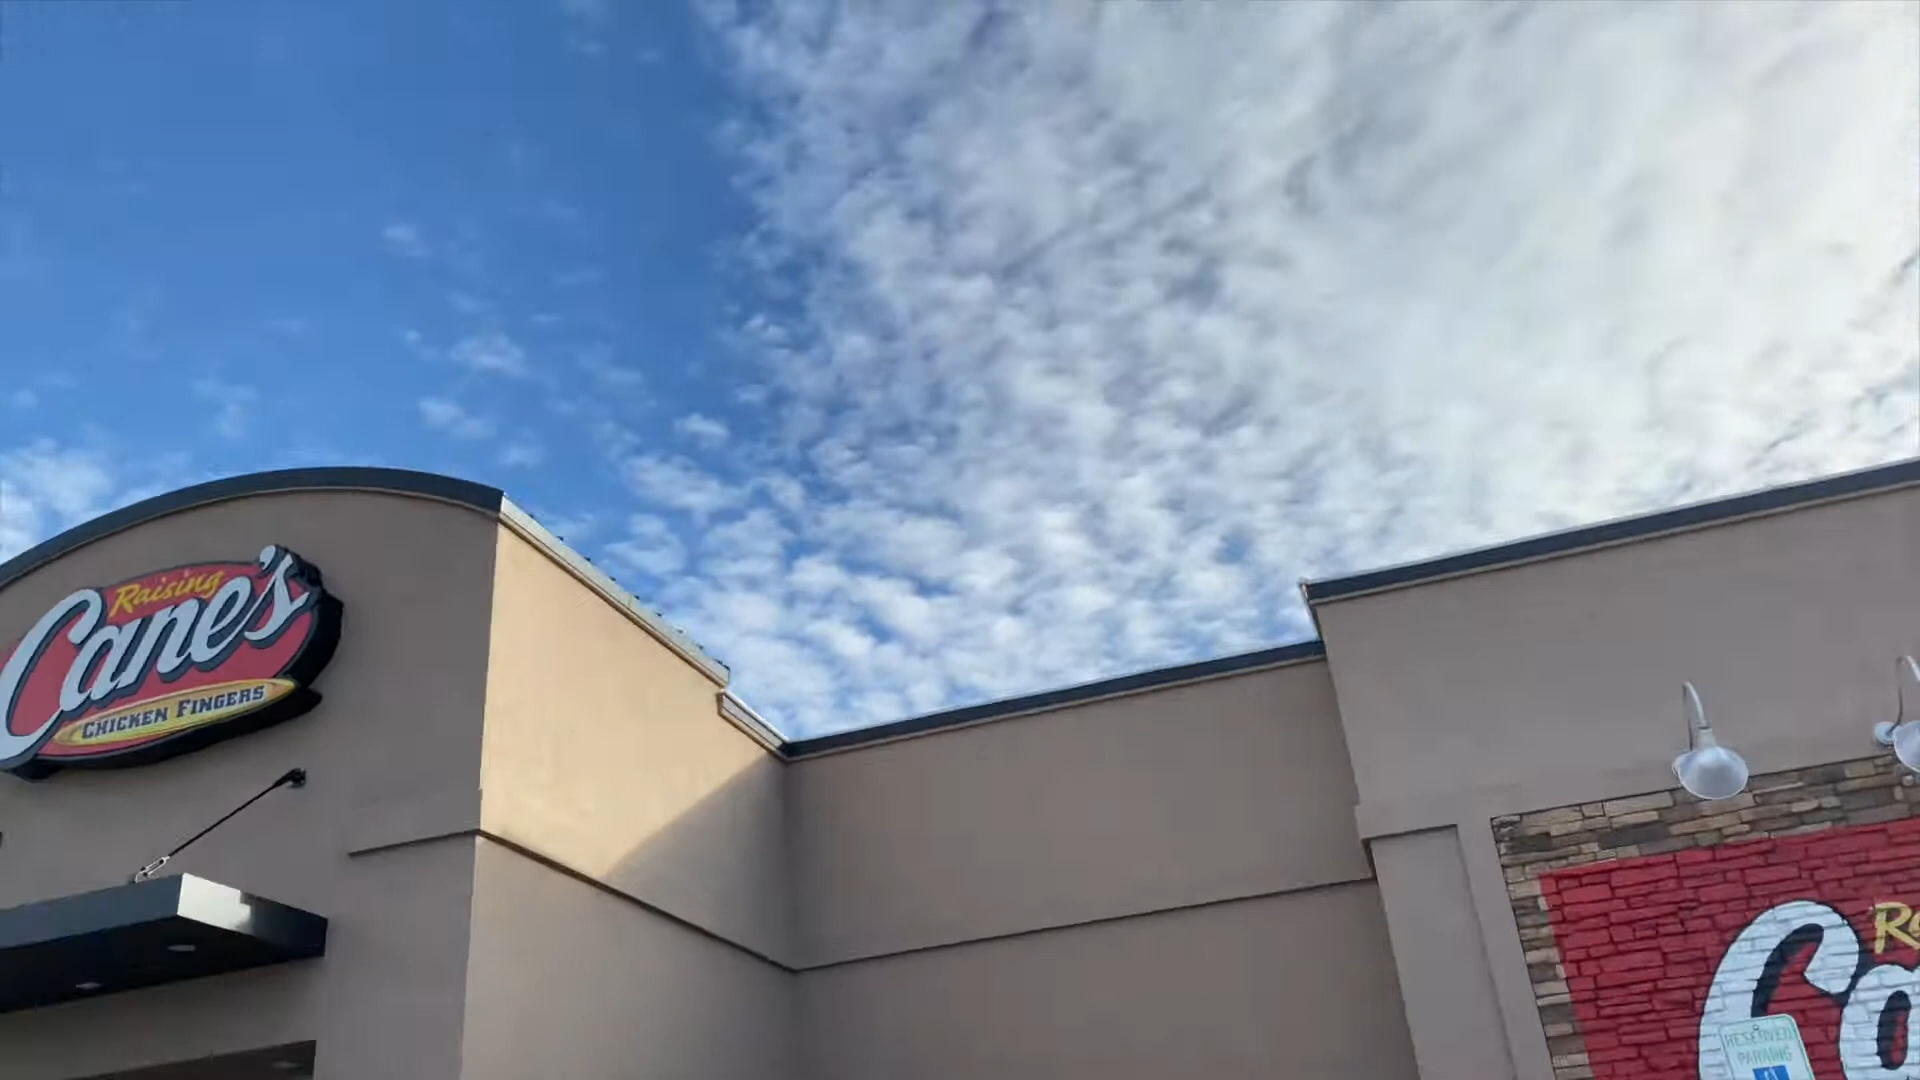 Raising
Cane's
CHICKEN FINGERS
RESERVED
PARKING